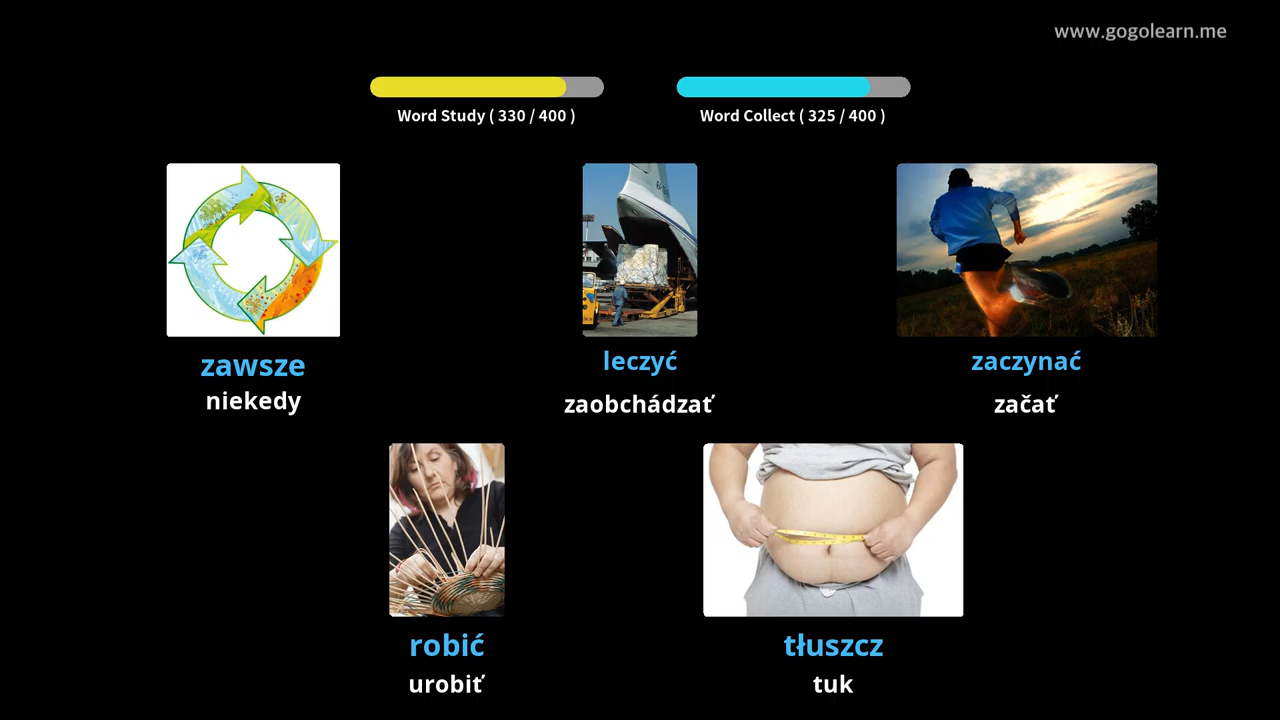 www.gogolearn.me
Word Study ( 330 / 400 )
Word Collect ( 325 / 400 )
zawsze
niekedy
leczyć
zaobchádzať
zaczynać
začať
robić
urobiť
tłuszcz
tuk